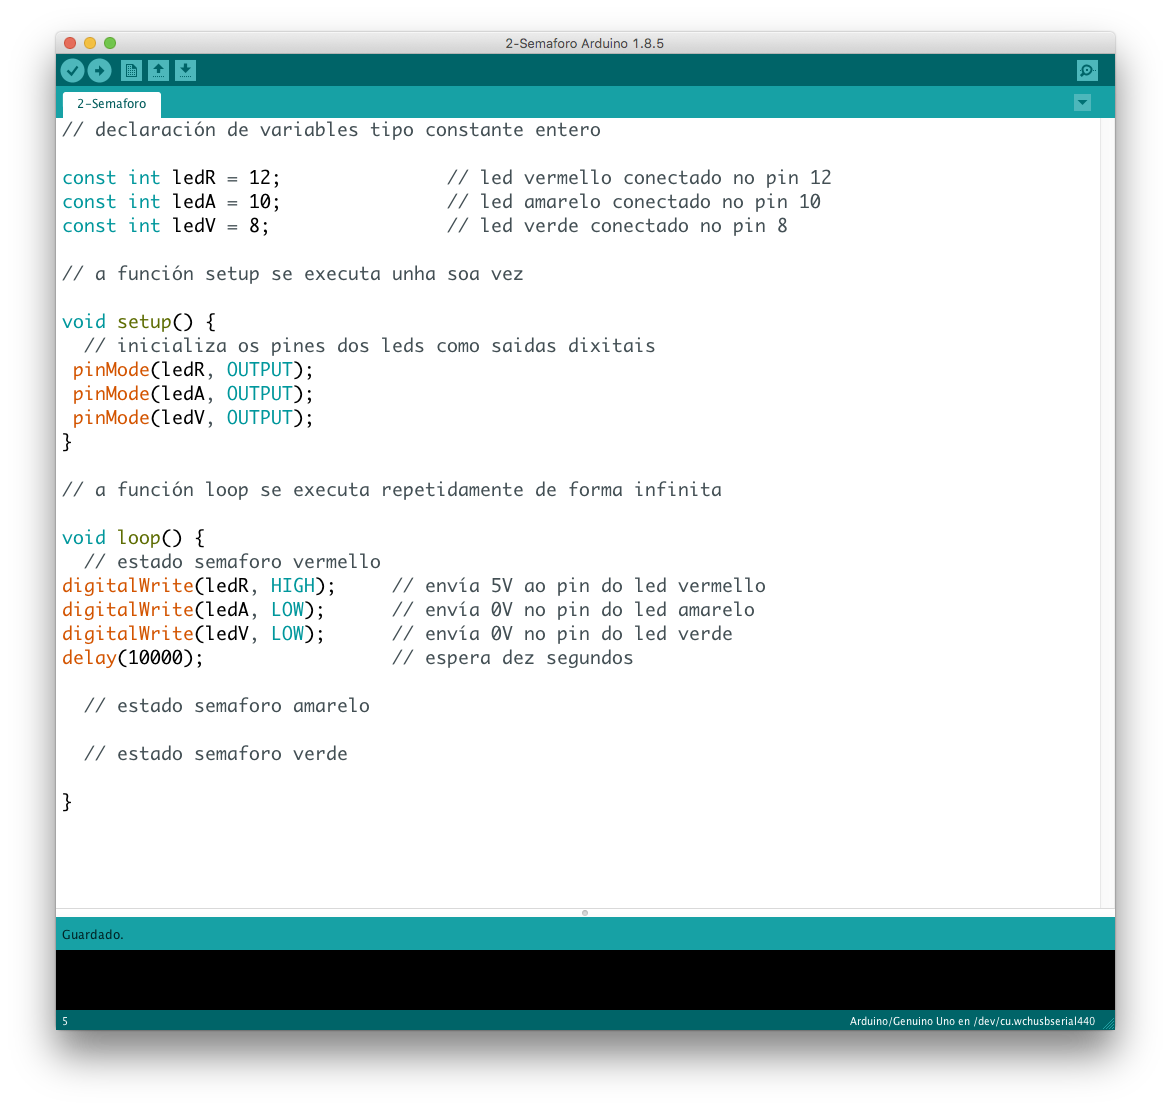 2-Semaforo Arduino 1.8.5
2-Semaforo
// declaración de variables tipo constante entero
const int ledR = 12; // led vermello conectado no pin 12
const int ledA = 10; // led amarelo conectado no pin 10
const int ledV = 8; // led verde conectado no pin 8
// a función setup se executa unha soa vez
void setup() {
// inicializa os pines dos leds como saidas dixitais
pinMode(ledR, OUTPUT);
pinMode(ledA, OUTPUT);
pinMode(ledV, OUTPUT);
}
// a función loop se executa repetidamente de forma infinita
void loop() {
// estado semaforo vermello
digitalWrite(ledR, HIGH); // envía 5V ao pin do led vermello
digitalWrite(ledA, LOW); // envía 0V no pin do led amarelo
digitalWrite(ledV, LOW); // envía 0V no pin do led verde
delay(10000); // espera dez segundos
// estado semaforo amarelo
// estado semaforo verde
}
Guardado.
5 Arduino/Genuino Uno en /dev/cu.wchusbserial440